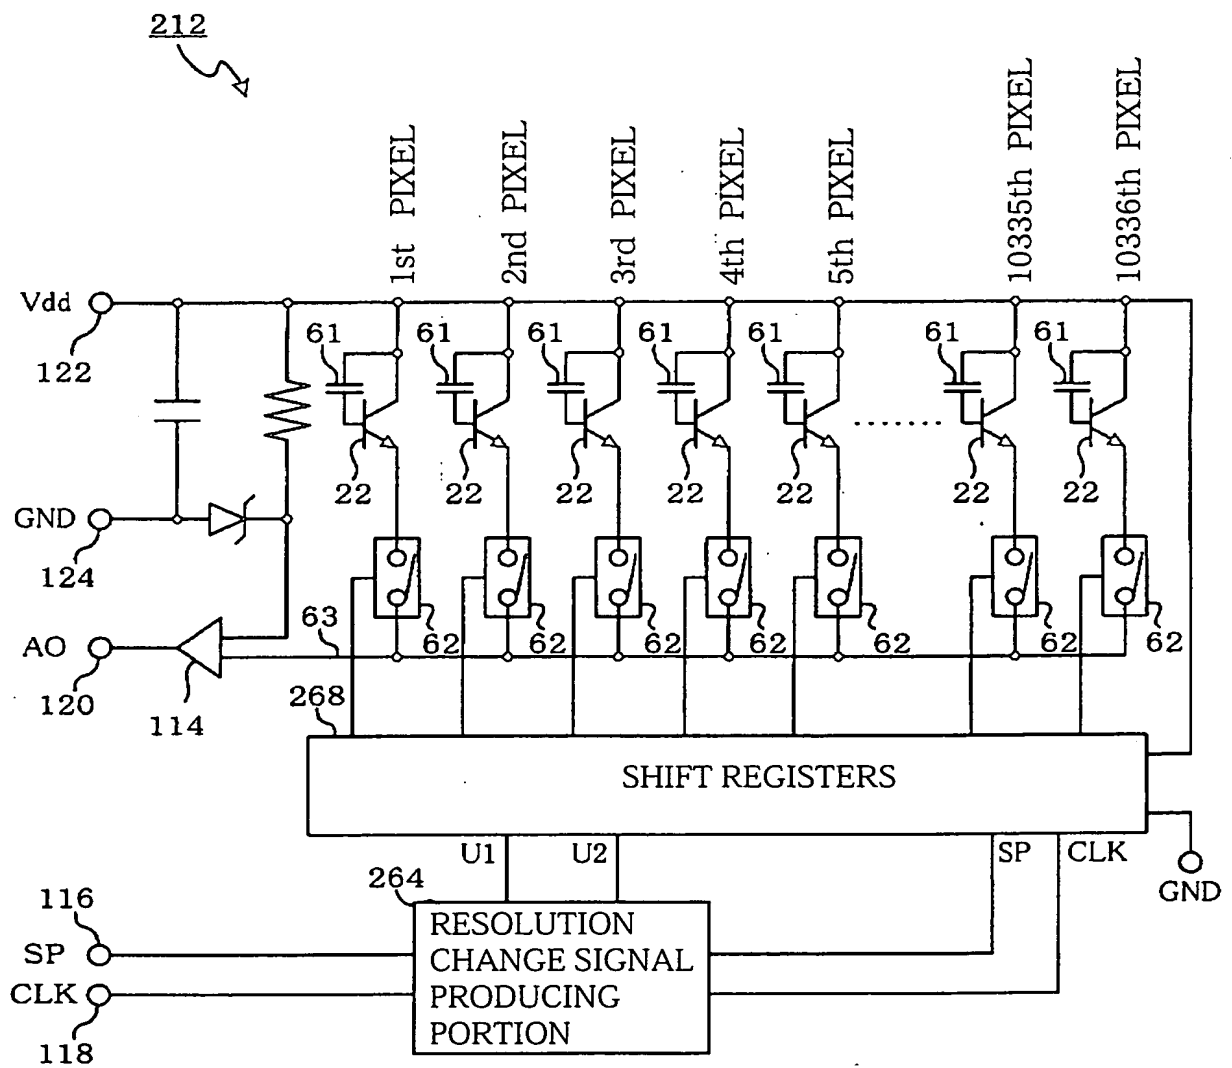 212
1st PIXEL
2nd PIXEL
3rd PIXEL
4th PIXEL
5th PIXEL
10335th PIXEL
10336th PIXEL
Vdd
122
61
61
61
61
61
61
61
22
22
22
22
22
22
22
GND
124
AO
120
114
63
62
62
62
62
62
62
62
268
SHIFT REGISTERS
U1
U2
SP
CLK
GND
264
RESOLUTION
CHANGE SIGNAL
PRODUCING
PORTION
116
SP
CLK
118